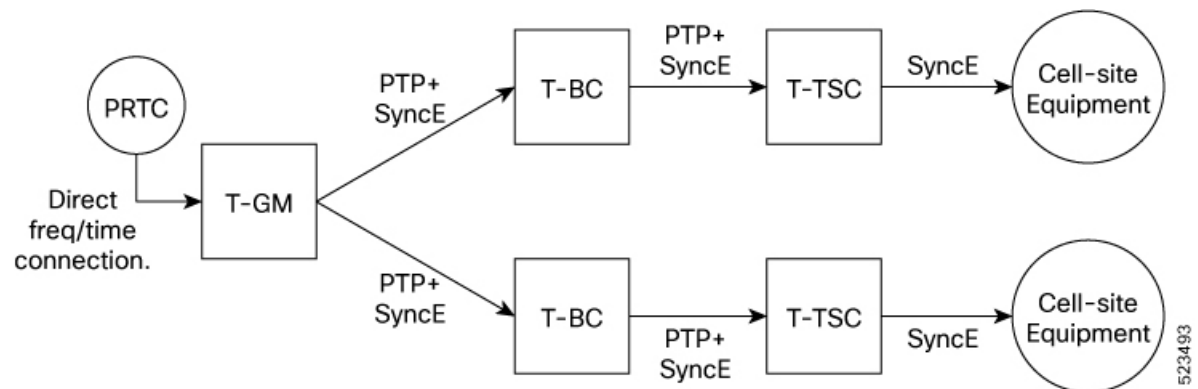 PRTC
Direct
freq/time
connection.
T-GM
PTP+
SyncE
T-BC
PTP+
SyncE
T-TSC
SyncE
Cell-site
Equipment
PTP+
SyncE
T-BC
PTP+
SyncE
T-TSC
SyncE
Cell-site
Equipment
523493